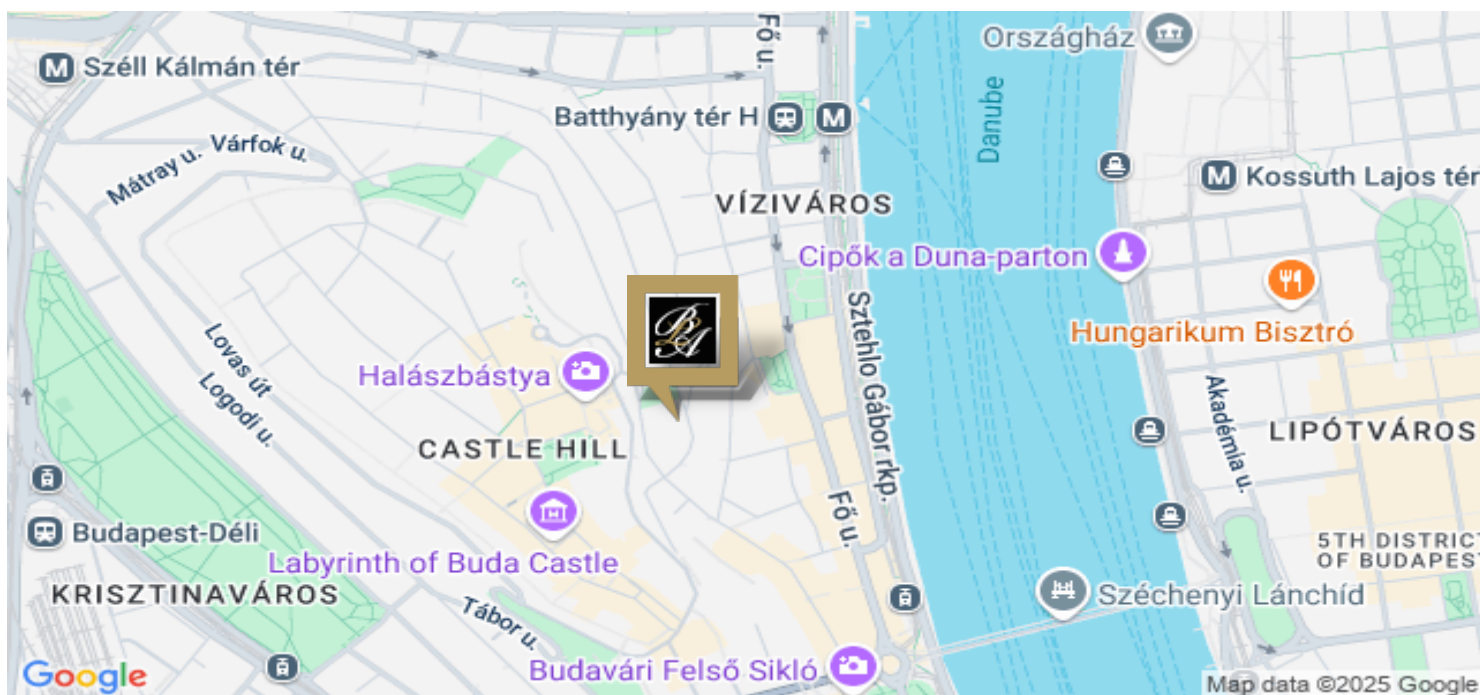 Országház
Fő u.
M Széll Kálmán tér
Danube
Batthyány tér H M
Várfok u.
Mátray u.
M Kossuth Lajos tér
VÍZIVÁROS
Cipők a Duna-parton
Sztehlo Gábor rkp.
Hungarikum Bisztró
Lovas út
Logodi u.
BLA
Halászbástya
Akadémia u.
CASTLE HILL
LIPÓTVÁROS
Fő u.
Budapest-Déli
5TH DISTRICT
OF BUDAPEST
Labyrinth of Buda Castle
KRISZTINAVÁROS
Tábor u.
Széchenyi Lánchíd
Budavári Felső Sikló
Google
Map data ©2025 Google